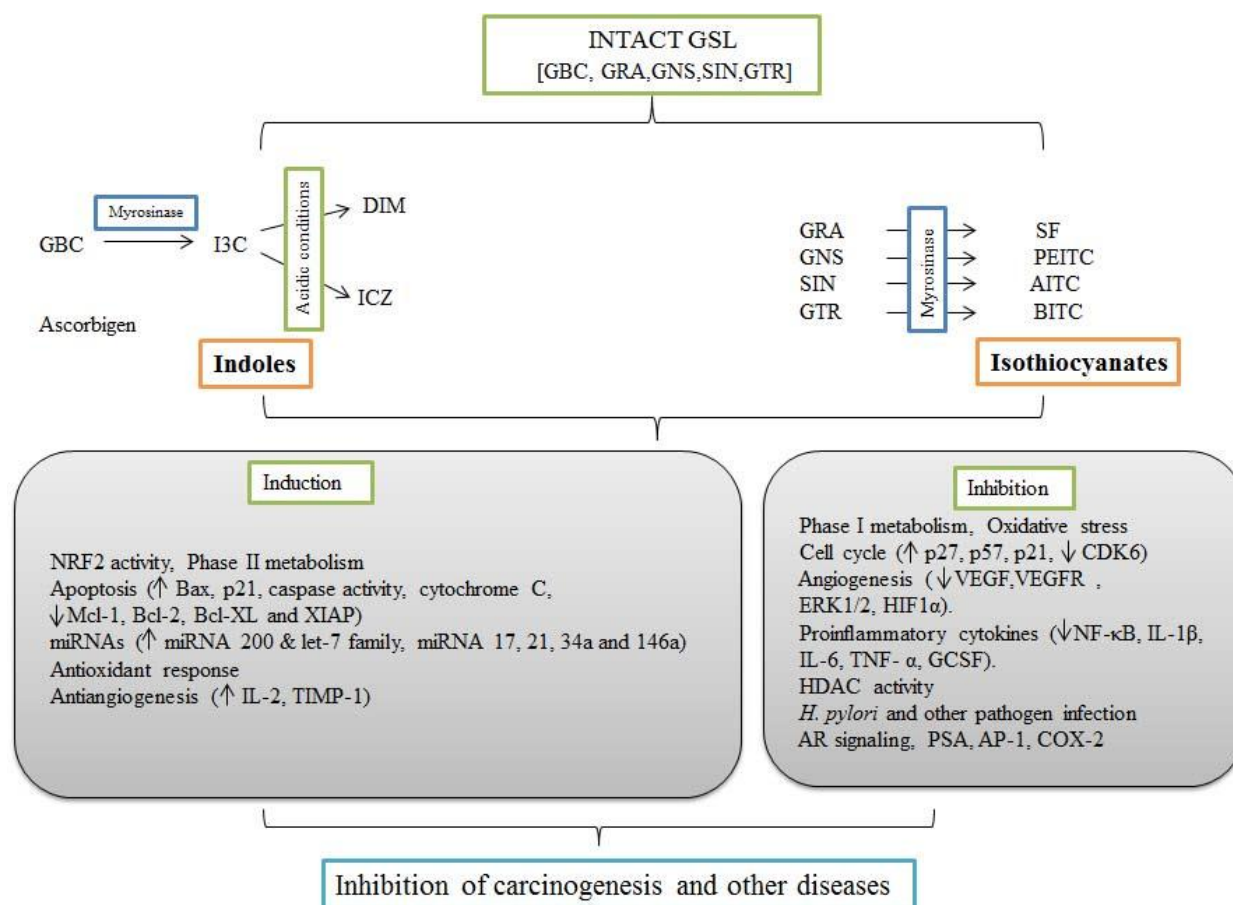 INTACT GSL
[GBC, GRA,GNS,SIN,GTR]
Myrosinase
GBC
I3C
Acidic conditions
DIM
ICZ
Ascorbigen
Indoles
GRA
GNS
SIN
GTR
Myrosinase
SF
PEITC
AITC
BITC
Isothiocyanates
Induction
NRF2 activity, Phase II metabolism
Apoptosis (↑ Bax, p21, caspase activity, cytochrome C,
↓Mcl-1, Bcl-2, Bcl-XL and XIAP)
miRNAs (↑ miRNA 200 & let-7 family, miRNA 17, 21, 34a and 146a)
Antioxidant response
Antiangiogenesis (↑ IL-2, TIMP-1)
Inhibition
Phase I metabolism, Oxidative stress
Cell cycle (↑ p27, p57, p21, ↓ CDK6)
Angiogenesis (↓VEGF,VEGFR ,
ERK1/2, HIF1α).
Proinflammatory cytokines (↓NF-κB, IL-1β,
IL-6, TNF- α, GCSF).
HDAC activity
H. pylori and other pathogen infection
AR signaling, PSA, AP-1, COX-2
Inhibition of carcinogenesis and other diseases